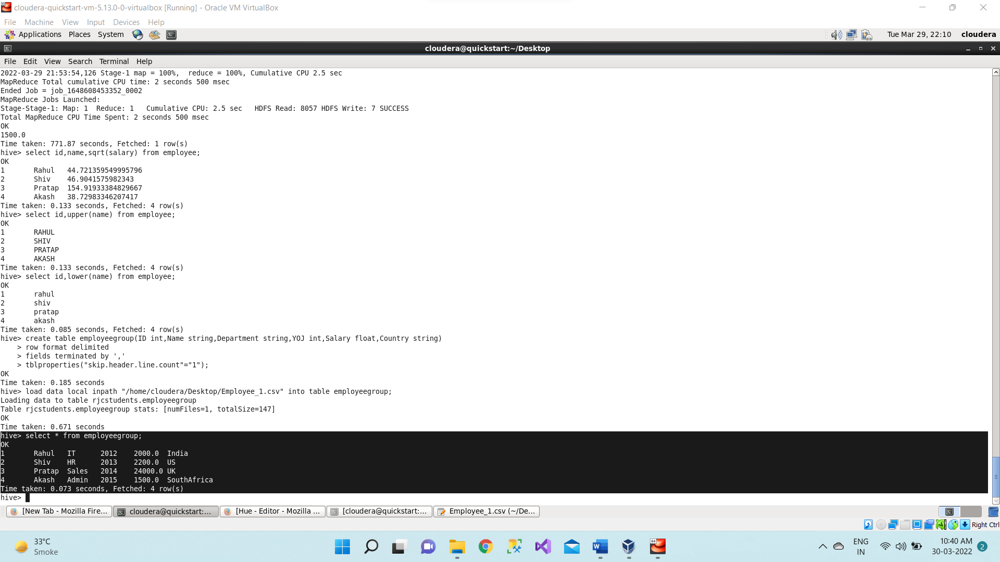 cloudera-quickstart-vm-5.13.0-0-virtualbox [Running] - Oracle VM VirtualBox
File Machine View Input Devices Help
Applications Places System Tue Mar 29, 22:10 cloudera
cloudera@quickstart:~/Desktop
File Edit View Search Terminal Help
2022-03-29 21:53:54,126 Stage-1 map = 100%,  reduce = 100%, Cumulative CPU 2.5 sec
MapReduce Total cumulative CPU time: 2 seconds 500 msec
Ended Job = job_1648608453352_0002
MapReduce Jobs Launched:
Stage-Stage-1: Map: 1  Reduce: 1   Cumulative CPU: 2.5 sec   HDFS Read: 8057 HDFS Write: 7 SUCCESS
Total MapReduce CPU Time Spent: 2 seconds 500 msec
OK
1500.0
Time taken: 771.87 seconds, Fetched: 1 row(s)
hive> select id,name,sqrt(salary) from employee;
OK
1       Rahul   44.721359549995796
2       Shiv    46.9041575982343
3       Pratap  154.91933384829667
4       Akash   38.72983346207417
Time taken: 0.133 seconds, Fetched: 4 row(s)
hive> select id,upper(name) from employee;
OK
1       RAHUL
2       SHIV
3       PRATAP
4       AKASH
Time taken: 0.133 seconds, Fetched: 4 row(s)
hive> select id,lower(name) from employee;
OK
1       rahul
2       shiv
3       pratap
4       akash
Time taken: 0.085 seconds, Fetched: 4 row(s)
hive> create table employeegroup(ID int,Name string,Department string,YOJ int,Salary float,Country string)
    > row format delimited
    > fields terminated by ','
    > tblproperties("skip.header.line.count"="1");
OK
Time taken: 0.185 seconds
hive> load data local inpath "/home/cloudera/Desktop/Employee_1.csv" into table employeegroup;
Loading data to table rjcstudents.employeegroup
Table rjcstudents.employeegroup stats: [numFiles=1, totalSize=147]
OK
Time taken: 0.671 seconds
hive> select * from employeegroup;
OK
1       Rahul   IT      2012    2000.0  India
2       Shiv    HR      2013    2200.0  US
3       Pratap  Sales   2014    24000.0 UK
4       Akash   Admin   2015    1500.0  SouthAfrica
Time taken: 0.073 seconds, Fetched: 4 row(s)
hive>
[New Tab - Mozilla Fire... cloudera@quickstart:... [Hue - Editor - Mozilla ... [cloudera@quickstart:... Employee_1.csv (~/De...
Right Ctrl
33°C
Smoke
ENG
IN
10:40 AM
30-03-2022
2